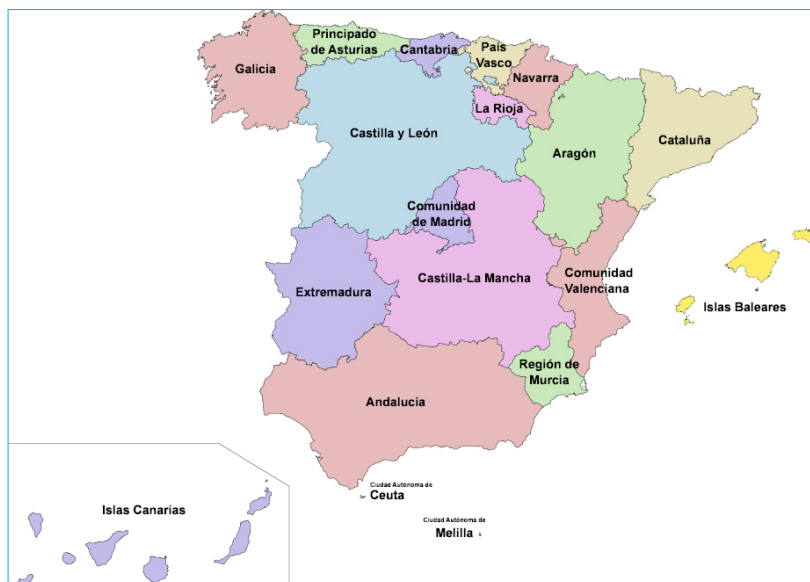 Principado
de Asturias
Cantabria
País
Vasco
Galicia
Navarra
La Rioja
Castilla y León
Cataluña
Aragón
Comunidad
de Madrid
Castilla-La Mancha
Comunidad
Valenciana
Extremadura
Islas Baleares
Región de
Murcia
Andalucía
Ciudad Autónoma de
Ceuta
Islas Canarias
Ciudad Autónoma de
Melilla